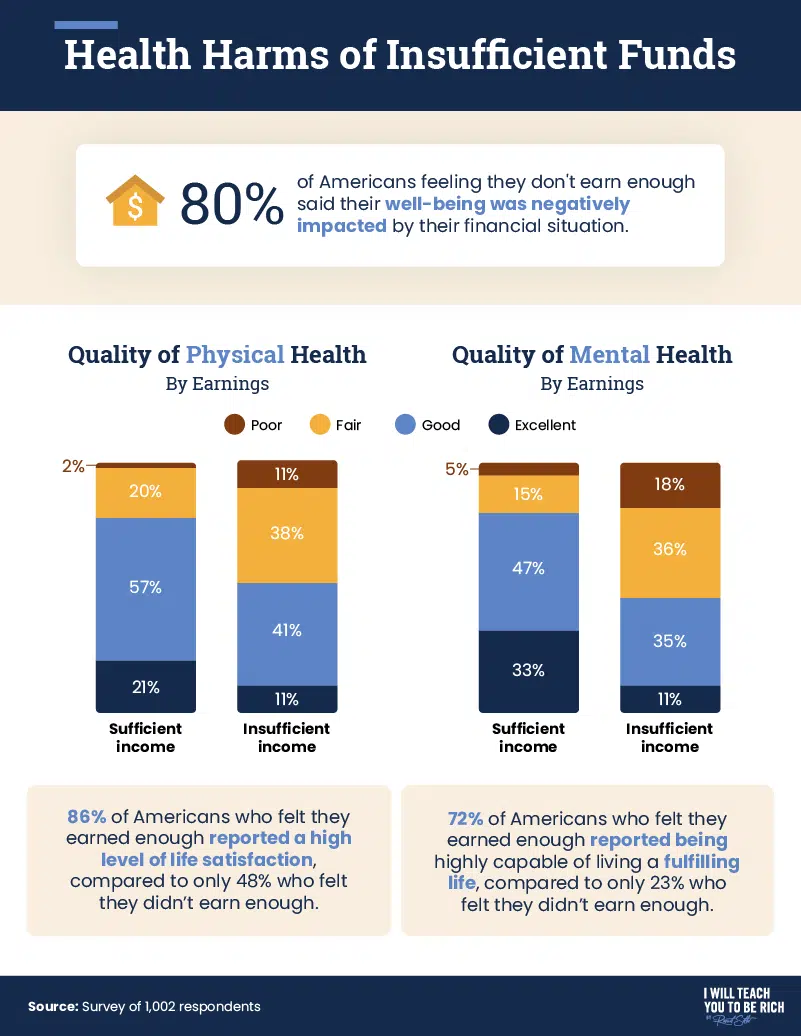 Health Harms of Insufficient Funds
$
80%
of Americans feeling they don't earn enough
said their well-being was negatively
impacted by their financial situation.
Quality of Physical Health
By Earnings
Quality of Mental Health
By Earnings
Poor
Fair
Good
Excellent
2%
20%
57%
21%
Sufficient
income
11%
38%
41%
11%
Insufficient
income
5%
15%
47%
33%
Sufficient
income
18%
36%
35%
11%
Insufficient
income
86% of Americans who felt they
earned enough reported a high
level of life satisfaction,
compared to only 48% who felt
they didn’t earn enough.
72% of Americans who felt they
earned enough reported being
highly capable of living a fulfilling
life, compared to only 23% who
felt they didn’t earn enough.
Source: Survey of 1,002 respondents
I WILL TEACH
YOU TO BE RICH
BY